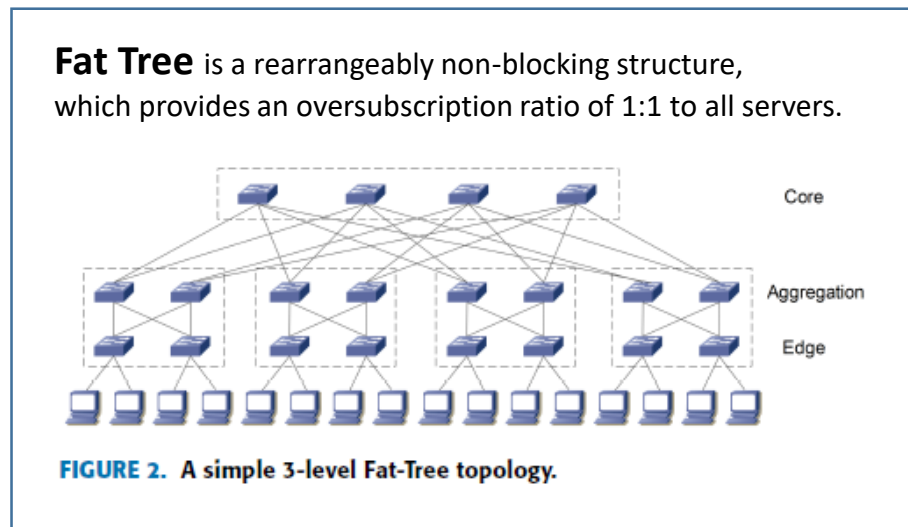 Fat Tree is a rearrangeably non-blocking structure,
which provides an oversubscription ratio of 1:1 to all servers.
Core
Aggregation
Edge
FIGURE 2. A simple 3-level Fat-Tree topology.